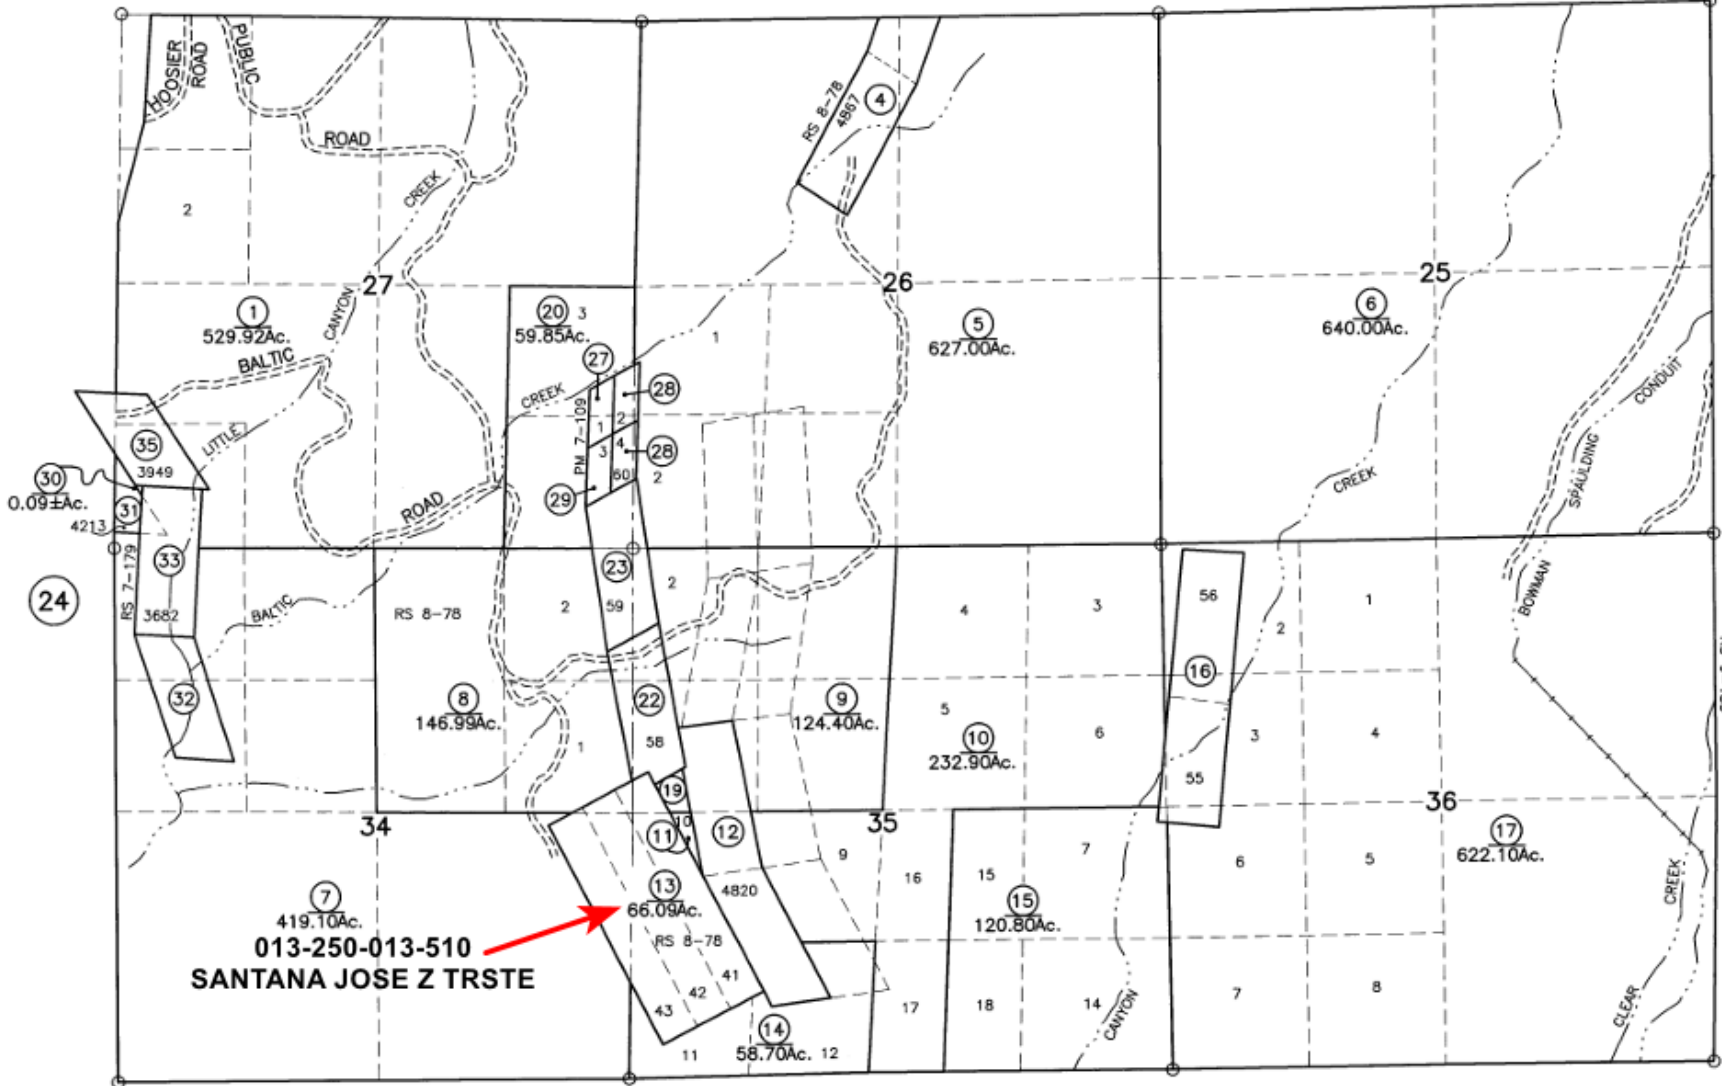 HOOSIER
ROAD
PUBLIC
ROAD
CREEK
2
RS 8-78
4867
4
27
26
25
1
529.92Ac.
CANYON
20
3
59.85Ac.
1
5
627.00Ac.
6
640.00Ac.
BALTIC
27
28
CREEK
CONDUIT
PM 7-109
1
2
3
4
28
60
2
29
35
3949
LITTLE
30
0.09±Ac.
31
4213
ROAD
CREEK
SPAULDING
33
RS 7-179
3682
24
BALTIC
RS 8-78
2
23
59
2
4
3
56
2
1
BOWMAN
32
8
146.99Ac.
22
58
1
9
124.40Ac.
5
10
232.90Ac.
6
16
3
4
55
19
34
10
11
12
35
36
17
622.10Ac.
9
16
15
7
6
5
13
66.09Ac.
4820
RS 8-78
7
419.10Ac.
15
120.80Ac.
CREEK
013-250-013-510
SANTANA JOSE Z TRSTE
41
42
43
14
58.70Ac.
11
12
17
18
14
CANYON
7
8
CLEAR